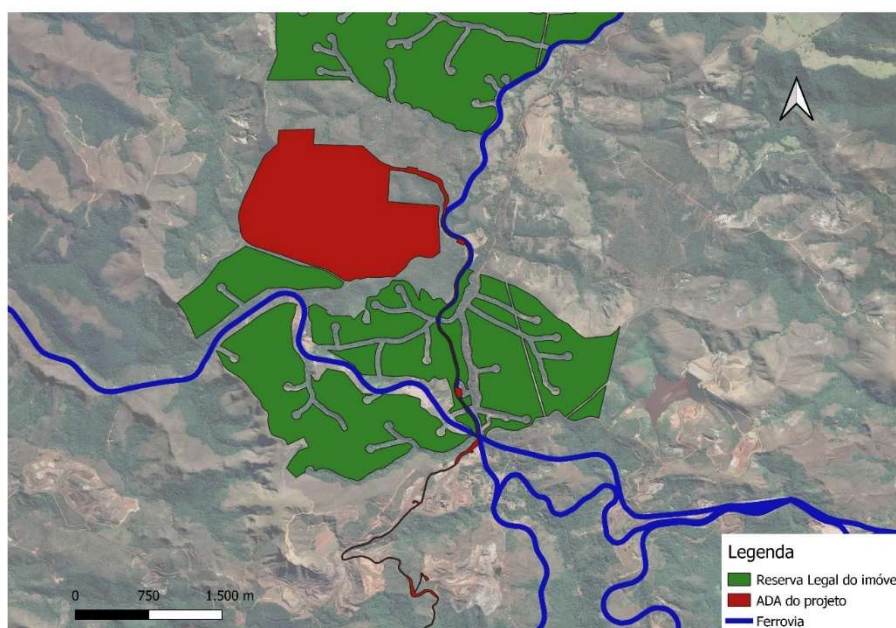 Legenda
Reserva Legal do imóve
ADA do projeto
Ferrovia
0 750 1.500 m